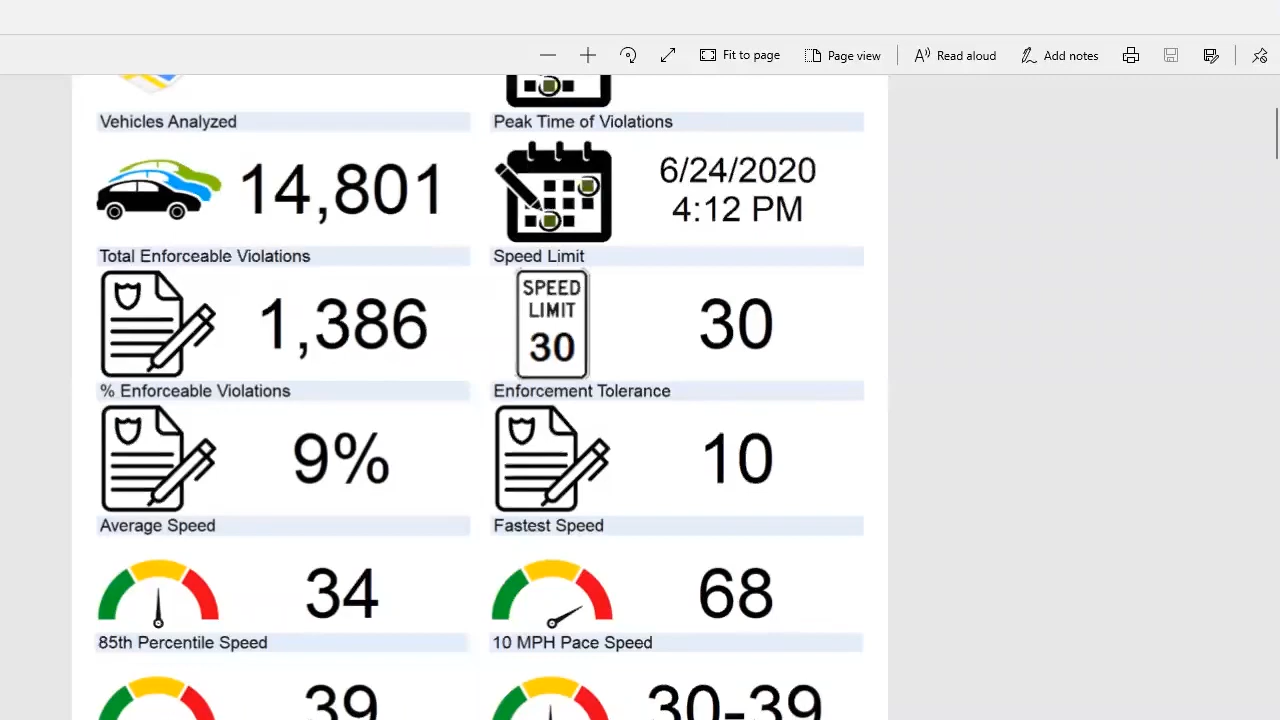 Fit to page
Page view
Read aloud
Add notes
Vehicles Analyzed
14,801
Peak Time of Violations
6/24/2020
4:12 PM
Total Enforceable Violations
1,386
Speed Limit
SPEED
LIMIT
30
30
% Enforceable Violations
9%
Enforcement Tolerance
10
Average Speed
34
Fastest Speed
68
85th Percentile Speed
39
10 MPH Pace Speed
30-39